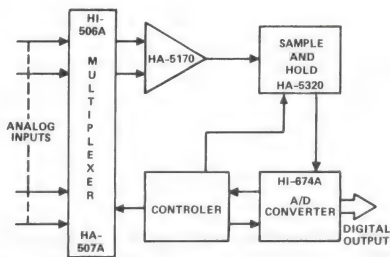 HI-
506A
MULTIPLEXER
HA-
507A
HA-5170
SAMPLE
AND
HOLD
HA-5320
ANALOG
INPUTS
CONTROLER
HI-674A
A/D
CONVERTER
DIGITAL
OUTPUT